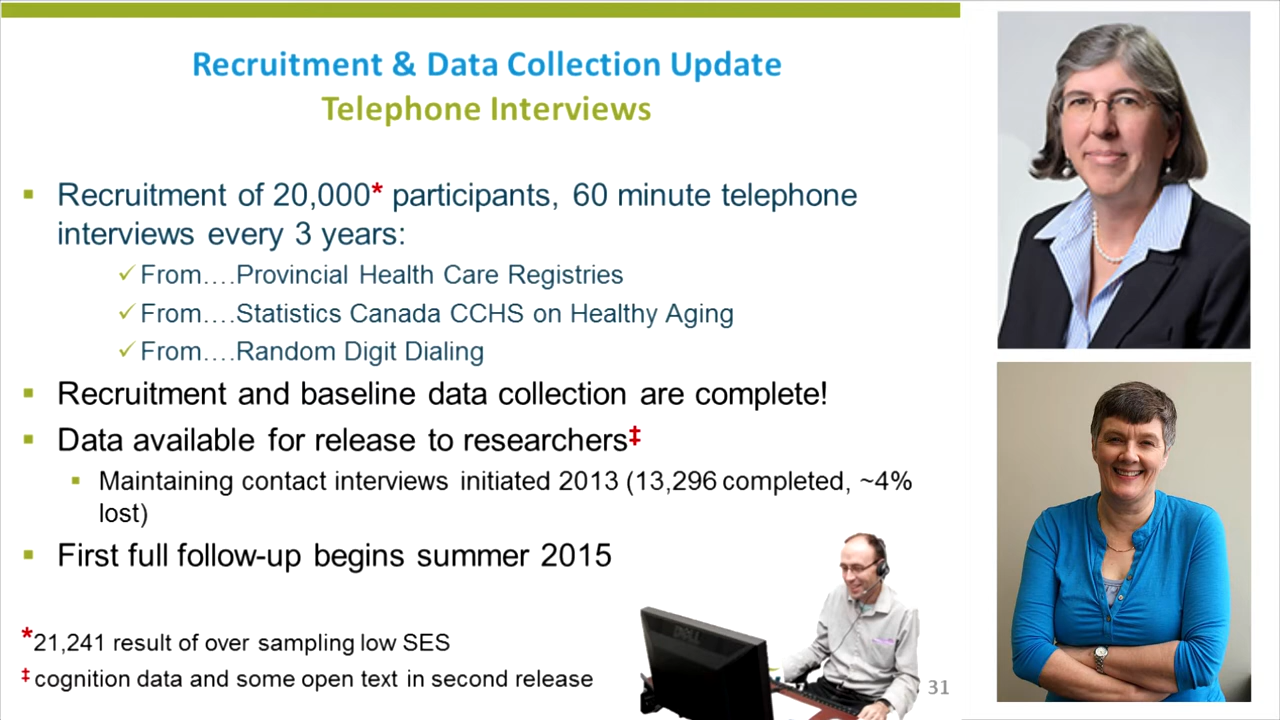 Recruitment & Data Collection Update
Telephone Interviews
▪ Recruitment of 20,000* participants, 60 minute telephone
interviews every 3 years:
✓ From....Provincial Health Care Registries
✓ From....Statistics Canada CCHS on Healthy Aging
✓ From....Random Digit Dialing
▪ Recruitment and baseline data collection are complete!
▪ Data available for release to researchers‡
▪ Maintaining contact interviews initiated 2013 (13,296 completed, ~4%
lost)
▪ First full follow-up begins summer 2015
*21,241 result of over sampling low SES
‡ cognition data and some open text in second release
DELL
31